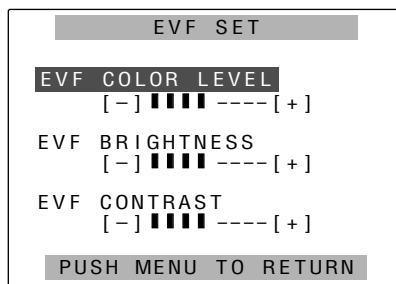 EVF SET
EVF COLOR LEVEL
[–]▮▮▮▮----[+]
EVF BRIGHTNESS
[–]▮▮▮▮----[+]
EVF CONTRAST
[–]▮▮▮▮----[+]
PUSH MENU TO RETURN